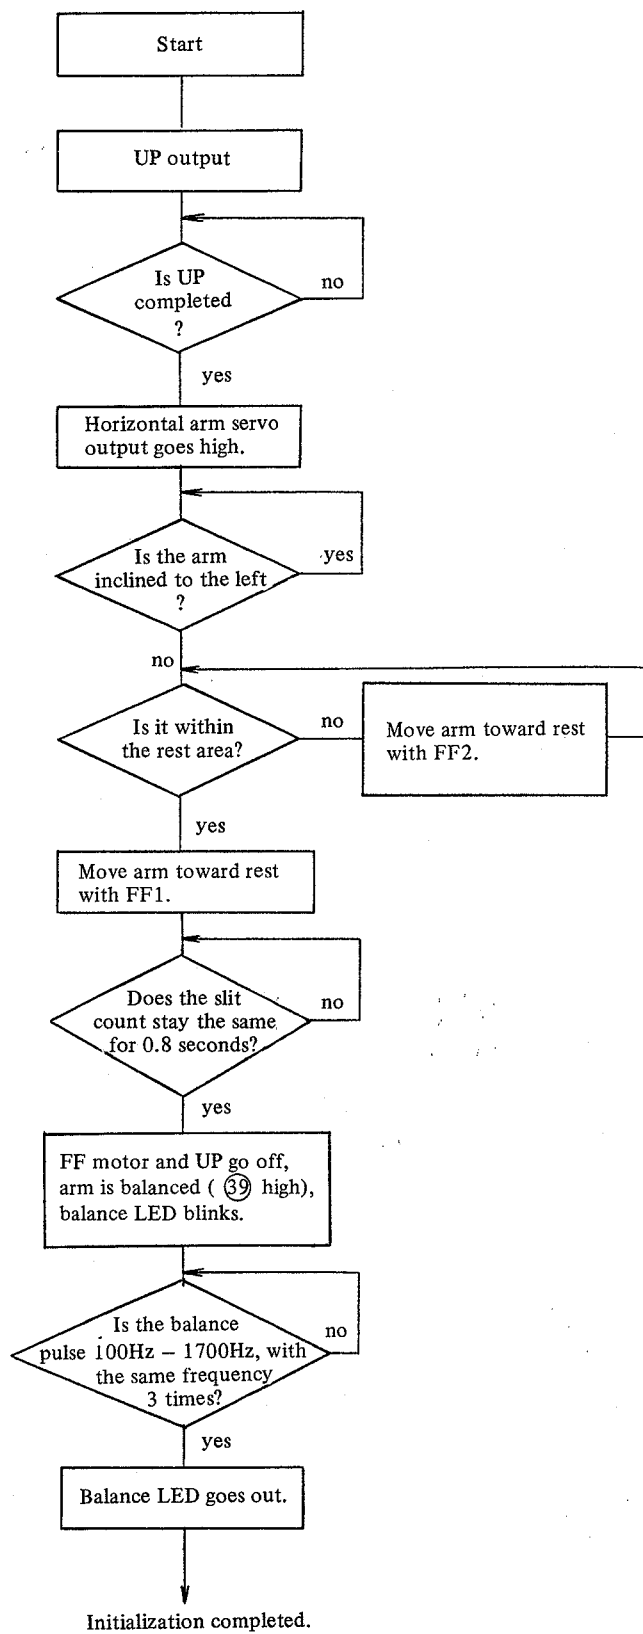 Start
UP output
Is UP
completed
?
no
yes
Horizontal arm servo
output goes high.
Is the arm
inclined to the left
?
yes
no
Is it within
the rest area?
no
Move arm toward rest
with FF2.
yes
Move arm toward rest
with FF1.
Does the slit
count stay the same
for 0.8 seconds?
no
yes
FF motor and UP go off,
arm is balanced ( 39 high),
balance LED blinks.
Is the balance
pulse 100Hz – 1700Hz, with
the same frequency
3 times?
no
yes
Balance LED goes out.
Initialization completed.